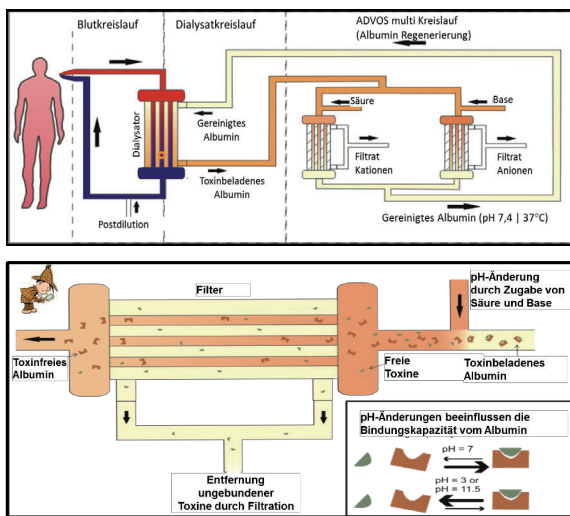 Blutkreislauf
Dialysatkreislauf
ADVOS multi Kreislauf
(Albumin Regenerierung)
Säure
Base
Dialysator
Gereinigtes
Albumin
Filtrat
Kationen
Filtrat
Anionen
Toxinbeladenes
Albumin
Postdilution
Gereinigtes Albumin (pH 7,4 | 37°C)
Filter
pH-Änderung
durch Zugabe von
Säure und Base
Toxinfreies
Albumin
Freie
Toxine
Toxinbeladenes
Albumin
Entfernung
ungebundener
Toxine durch Filtration
pH-Änderungen beeinflussen die
Bindungskapazität vom Albumin
pH = 7
pH = 3 or
pH = 11.5